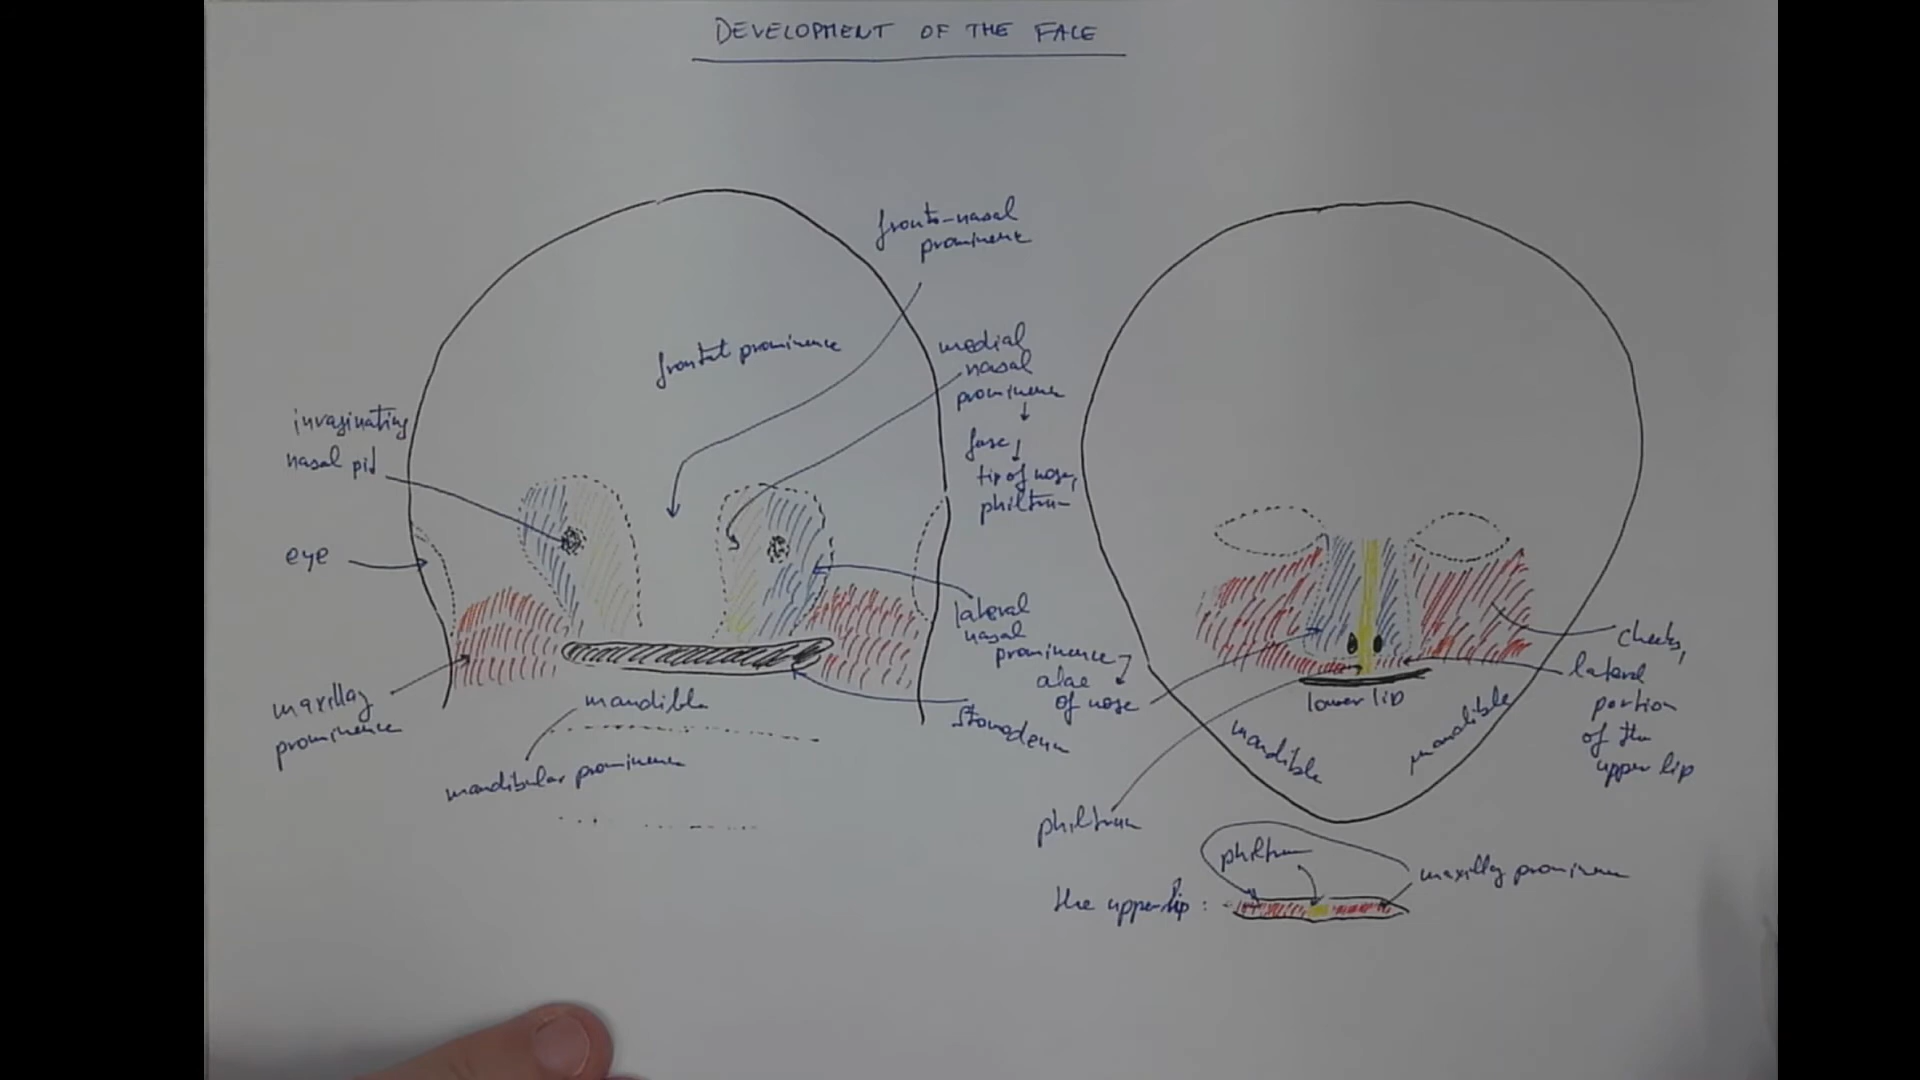 DEVELOPMENT OF THE FACE
fronto-nasal
prominence
frontal prominence
medial
nasal
prominence
fuse
tip of nose,
philtrum
invaginating
nasal pit
eye
lateral
nasal
prominence
alae
of nose
maxillay
prominence
mandible
mandibular prominence
stomodeum
cheeks,
lateral
portion
of the
upper lip
lower lip
mandible
mandible
philtrum
philtrum
maxillay prominence
the upper lip :